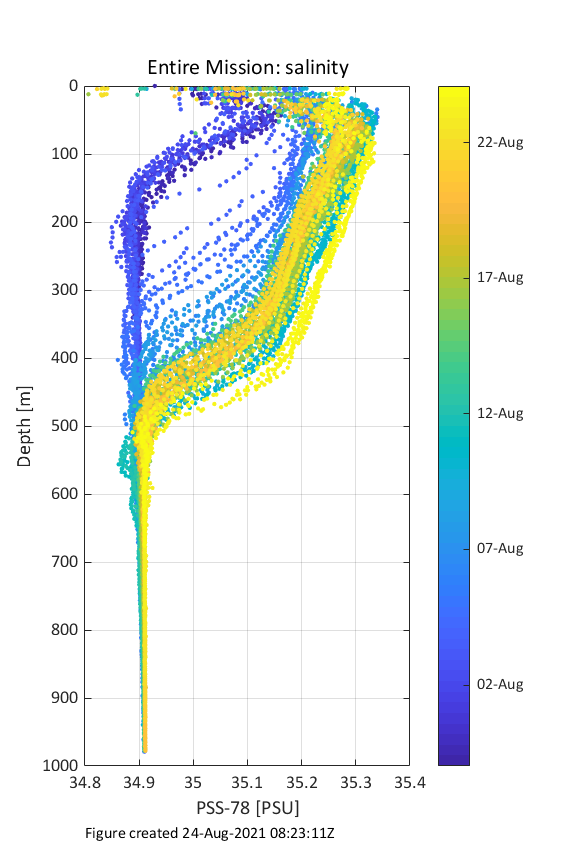 Entire Mission: salinity
0
100
200
300
400
500
600
700
800
900
1000
Depth [m]
34.8 34.9 35 35.1 35.2 35.3 35.4
PSS-78 [PSU]
22-Aug
17-Aug
12-Aug
07-Aug
02-Aug
Figure created 24-Aug-2021 08:23:11Z